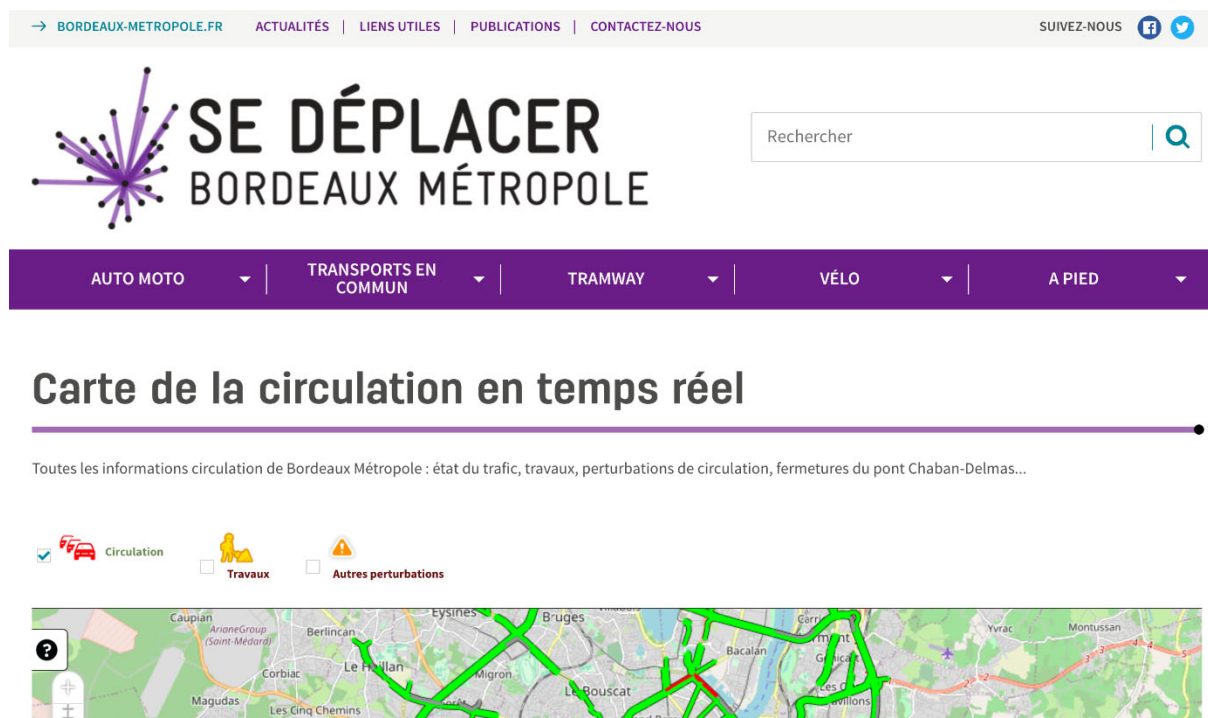 BORDEAUX-METROPOLE.FR ACTUALITÉS | LIENS UTILES | PUBLICATIONS | CONTACTEZ-NOUS SUIVEZ-NOUS
SE DÉPLACER
BORDEAUX MÉTROPOLE
Rechercher
AUTO MOTO TRANSPORTS EN COMMUN TRAMWAY VÉLO A PIED
Carte de la circulation en temps réel
Toutes les informations circulation de Bordeaux Métropole : état du trafic, travaux, perturbations de circulation, fermetures du pont Chaban-Delmas...
Circulation Travaux Autres perturbations
Caupian Eysines Bruges
ArianeGroup
(Saint-Médard)
Berlincan Yvrac Montussan
Bacalan
Corbiac Migron
Magudas Le Bouscat
Les Cinq Chemins